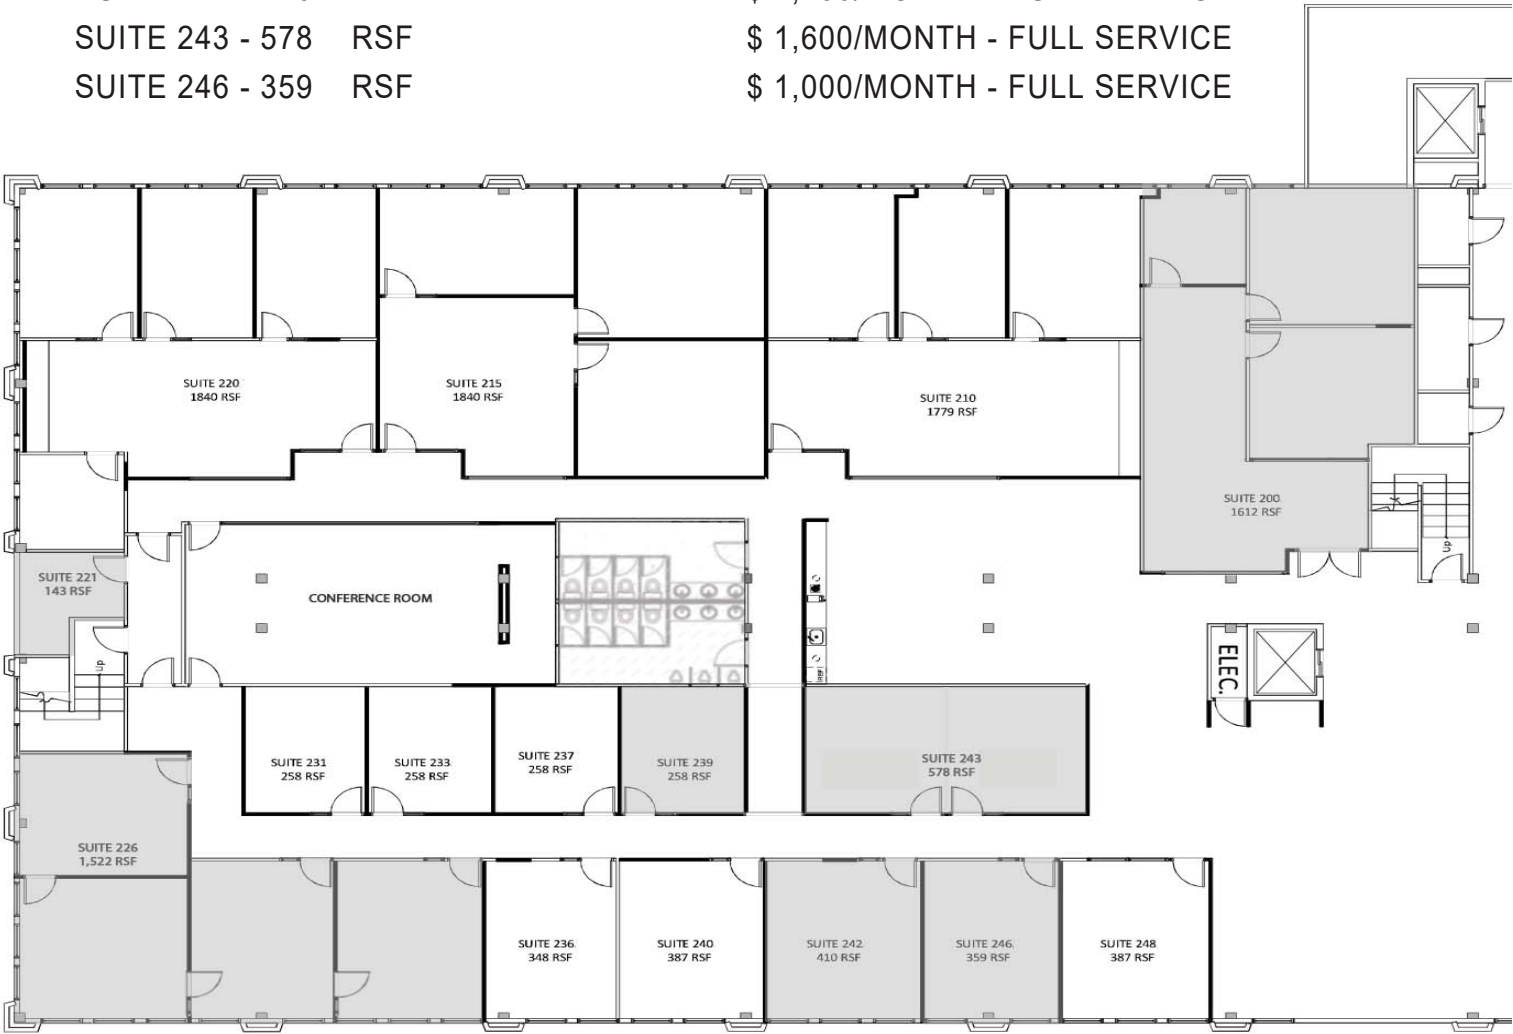 SUITE 243 - 578 RSF $ 1,600/MONTH - FULL SERVICE
SUITE 246 - 359 RSF $ 1,000/MONTH - FULL SERVICE
SUITE 220
1840 RSF
SUITE 215
1840 RSF
SUITE 210
1779 RSF
SUITE 200
1612 RSF
Up
SUITE 221
143 RSF
CONFERENCE ROOM
REF
Up
ELEC.
SUITE 231
258 RSF
SUITE 233
258 RSF
SUITE 237
258 RSF
SUITE 239
258 RSF
SUITE 243
578 RSF
SUITE 226
1,522 RSF
SUITE 236
348 RSF
SUITE 240
387 RSF
SUITE 242
410 RSF
SUITE 246
359 RSF
SUITE 248
387 RSF